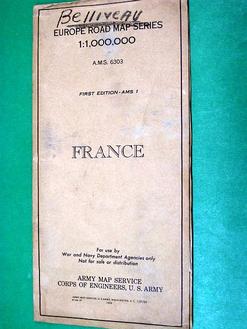 Belliveau
EUROPE ROAD MAP SERIES
1:1,000,000
A.M.S. 6303
FIRST EDITION-AMS 1
FRANCE
For use by
War and Navy Department Agencies only
Not for sale or distribution
ARMY MAP SERVICE
CORPS OF ENGINEERS, U. S. ARMY